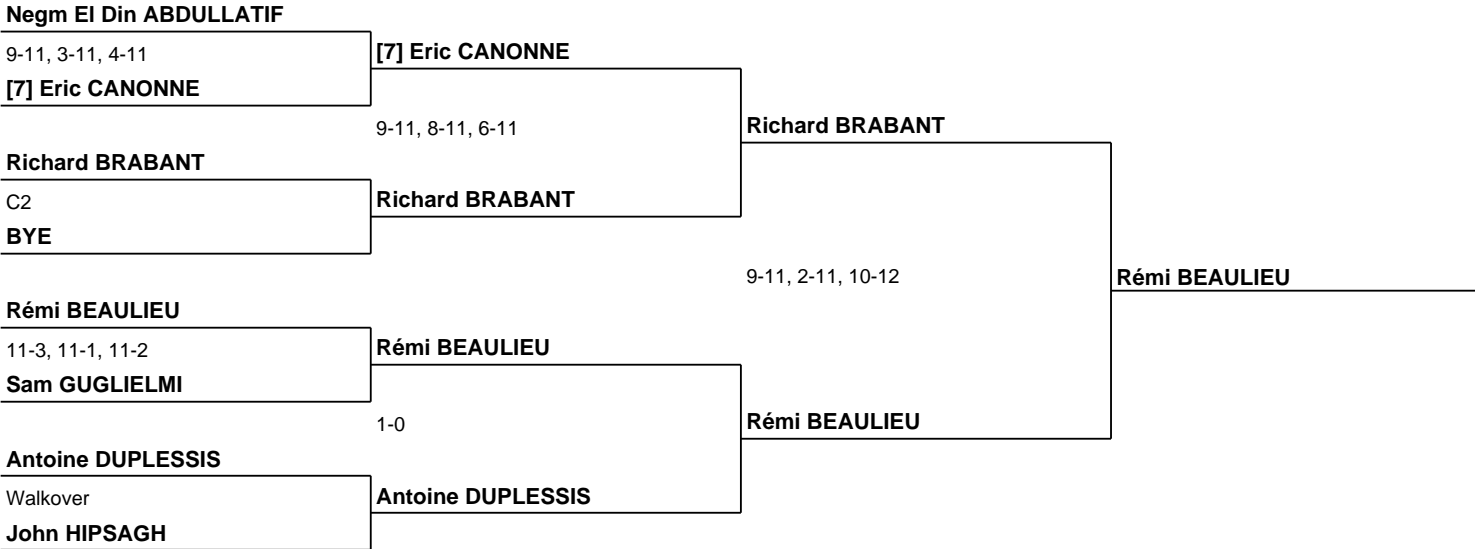 Negm El Din ABDULLATIF
9-11, 3-11, 4-11
[7] Eric CANONNE
[7] Eric CANONNE
9-11, 8-11, 6-11
Richard BRABANT
Richard BRABANT
C2
Richard BRABANT
BYE
9-11, 2-11, 10-12
Rémi BEAULIEU
Rémi BEAULIEU
11-3, 11-1, 11-2
Rémi BEAULIEU
Sam GUGLIELMI
1-0
Rémi BEAULIEU
Antoine DUPLESSIS
Walkover
Antoine DUPLESSIS
John HIPSAGH